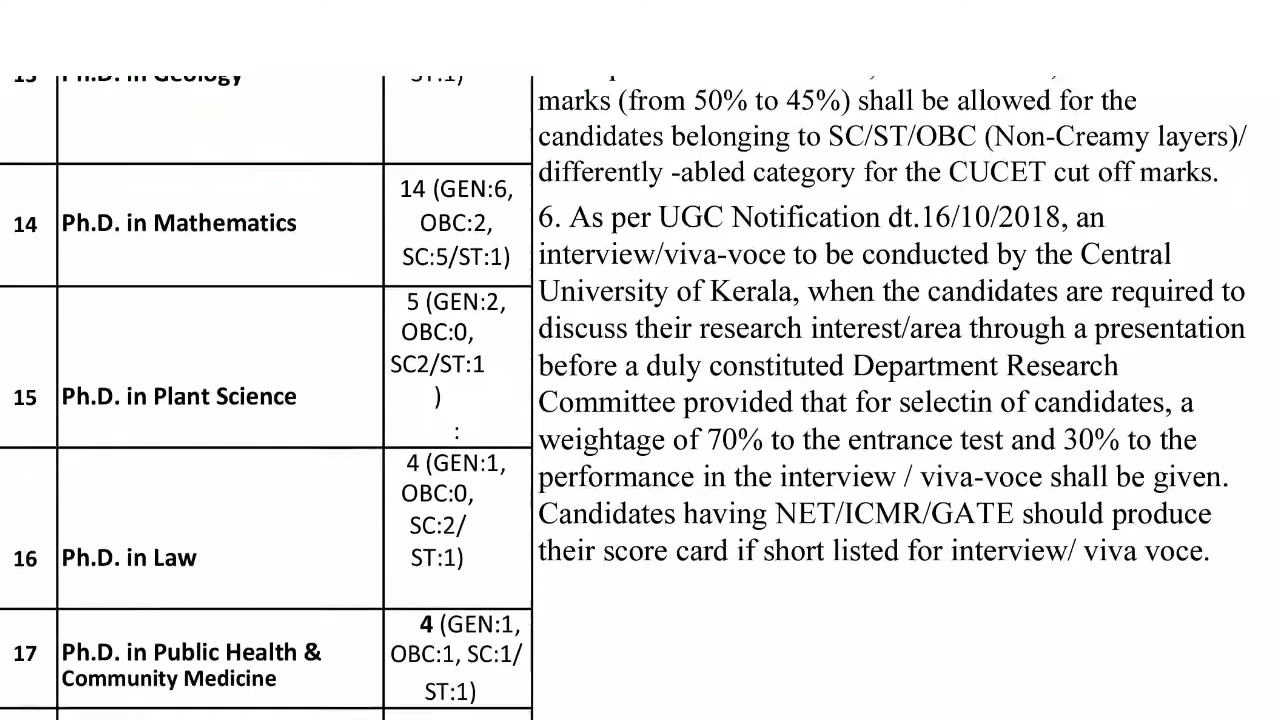 13 Ph.D. in Geology ST:1)
14 Ph.D. in Mathematics
14 (GEN:6,
OBC:2,
SC:5/ST:1)
15 Ph.D. in Plant Science
5 (GEN:2,
OBC:0,
SC2/ST:1
)
:
16 Ph.D. in Law
4 (GEN:1,
OBC:0,
SC:2/
ST:1)
17 Ph.D. in Public Health &
Community Medicine
4 (GEN:1,
OBC:1, SC:1/
ST:1)
marks (from 50% to 45%) shall be allowed for the
candidates belonging to SC/ST/OBC (Non-Creamy layers)/
differently -abled category for the CUCET cut off marks.
6. As per UGC Notification dt.16/10/2018, an
interview/viva-voce to be conducted by the Central
University of Kerala, when the candidates are required to
discuss their research interest/area through a presentation
before a duly constituted Department Research
Committee provided that for selectin of candidates, a
weightage of 70% to the entrance test and 30% to the
performance in the interview / viva-voce shall be given.
Candidates having NET/ICMR/GATE should produce
their score card if short listed for interview/ viva voce.